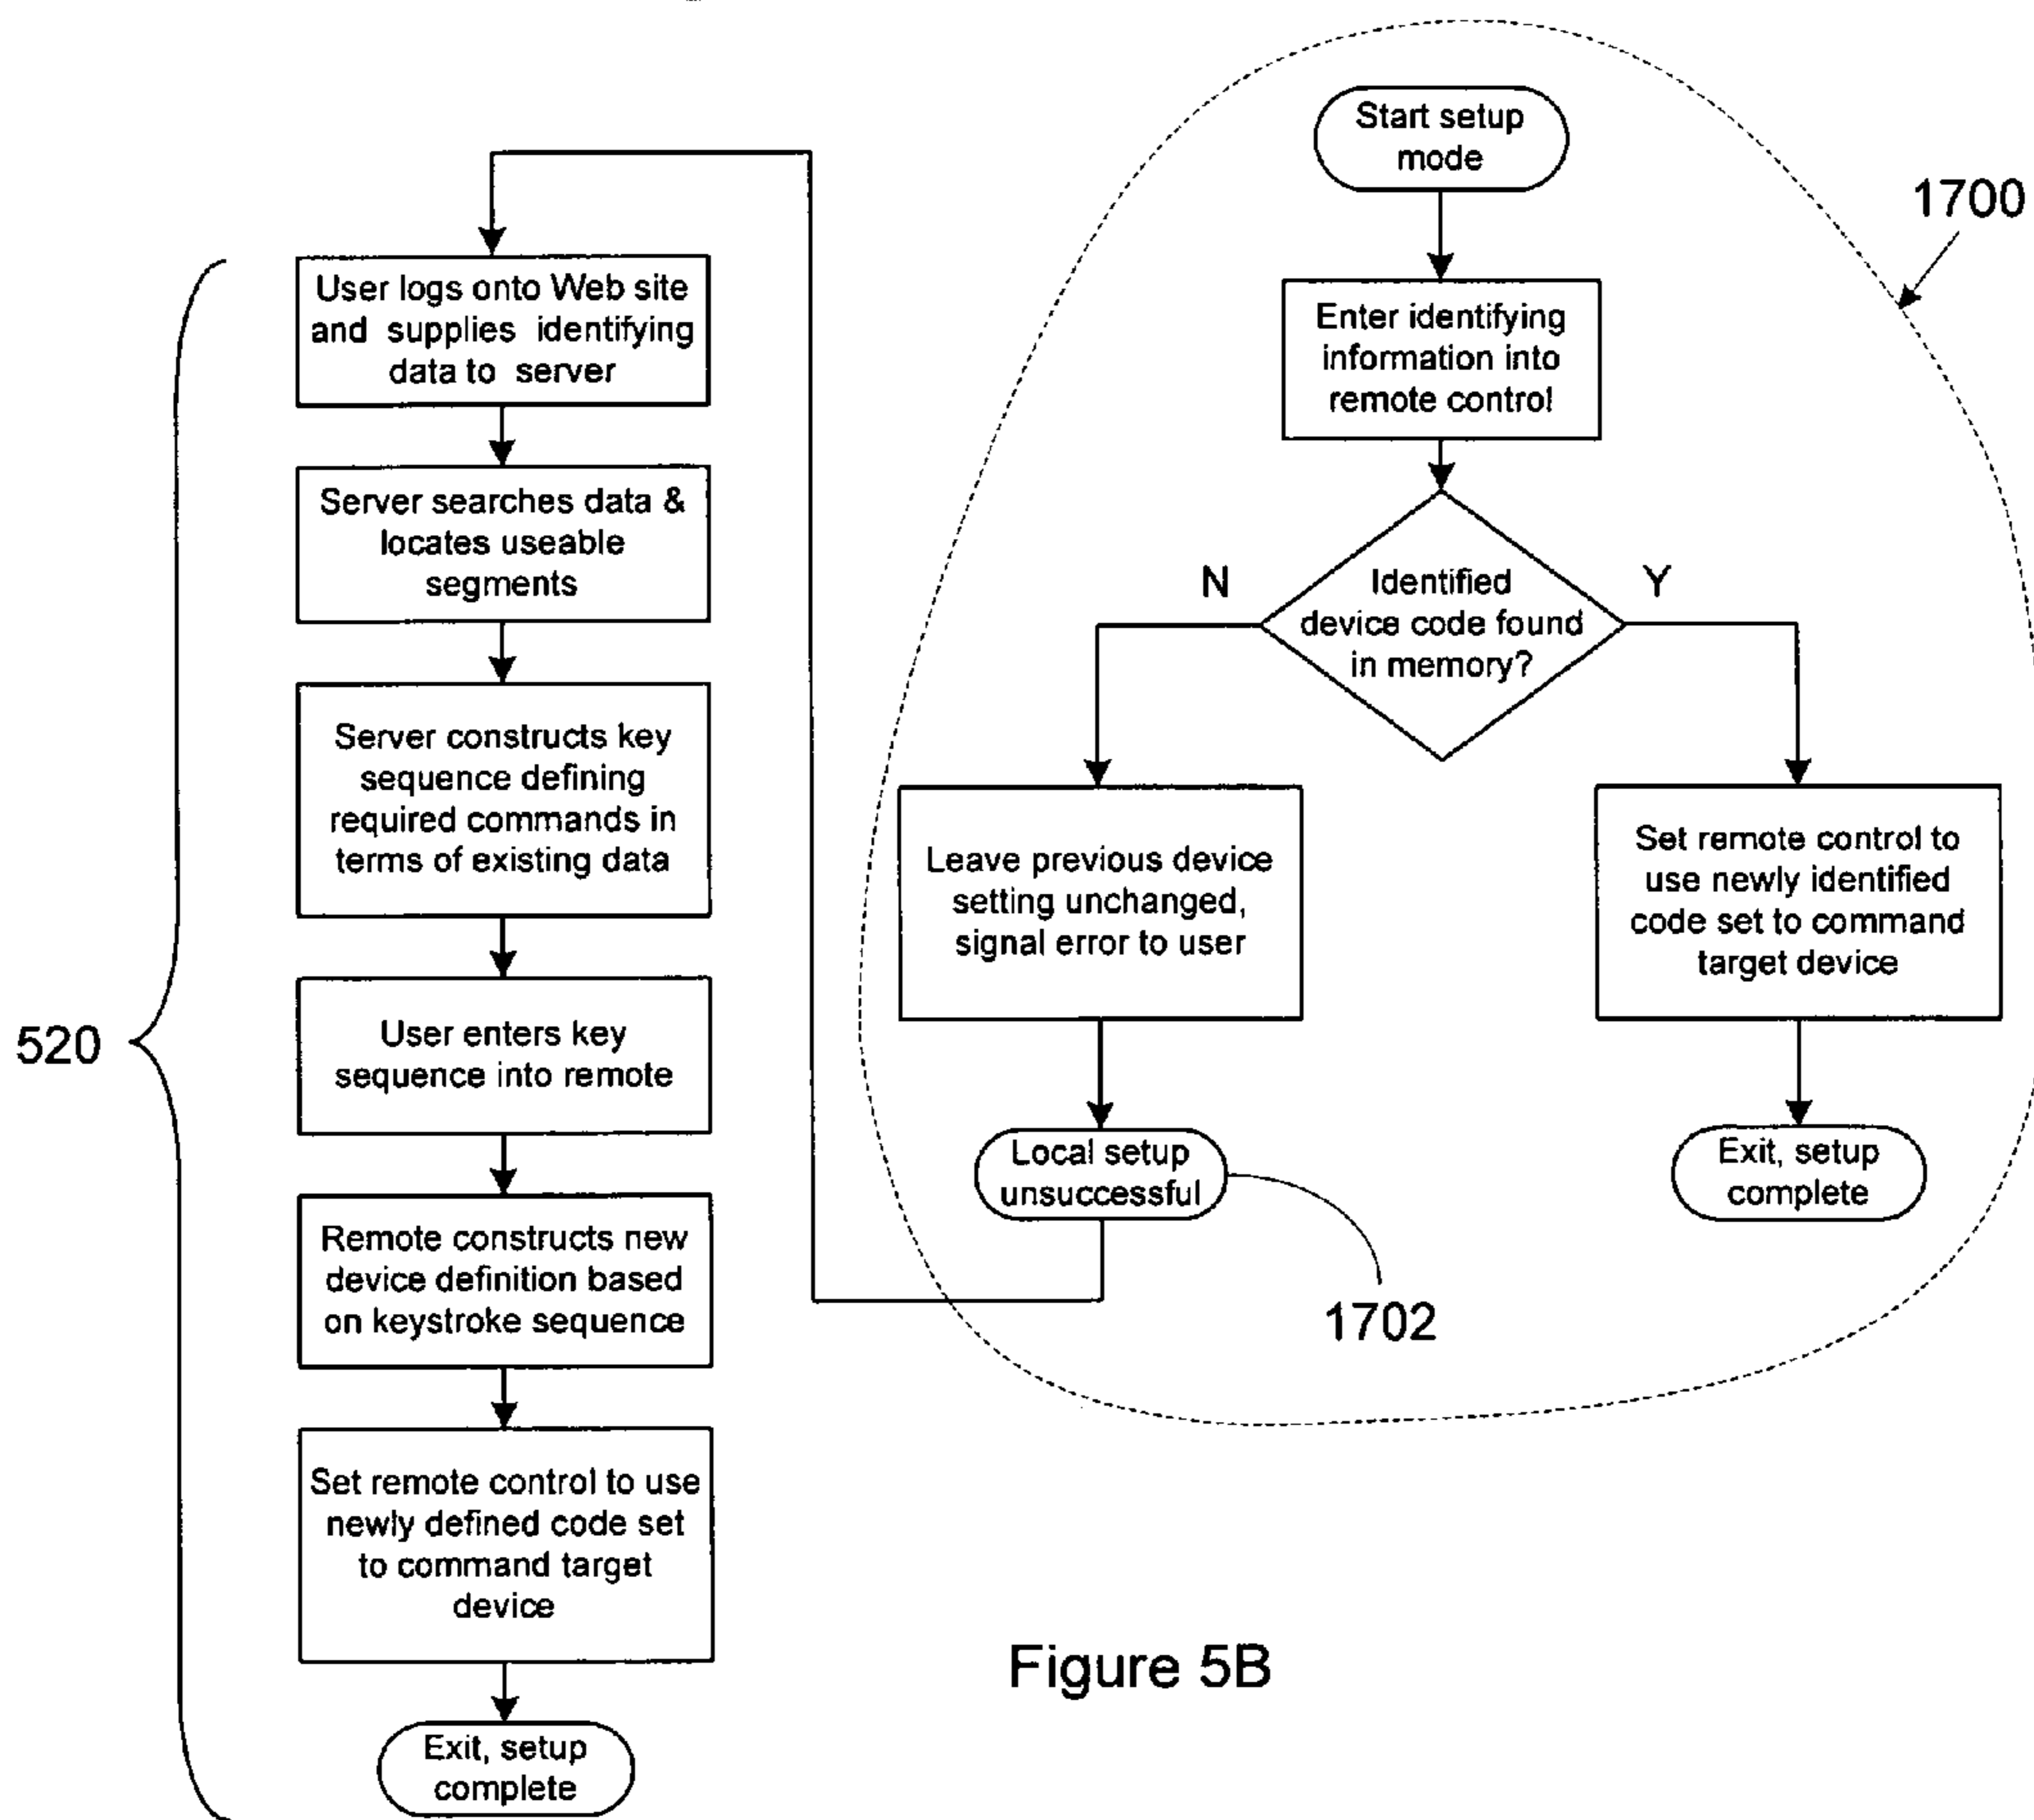 Start setup
mode
1700
Enter identifying
information into
remote control
Identified
device code found
in memory?
N
Y
Leave previous device
setting unchanged,
signal error to user
Set remote control to
use newly identified
code set to command
target device
Local setup
unsuccessful
Exit, setup
complete
1702
520
User logs onto Web site
and supplies identifying
data to server
Server searches data &
locates useable
segments
Server constructs key
sequence defining
required commands in
terms of existing data
User enters key
sequence into remote
Remote constructs new
device definition based
on keystroke sequence
Set remote control to use
newly defined code set
to command target
device
Exit, setup
complete
Figure 5B